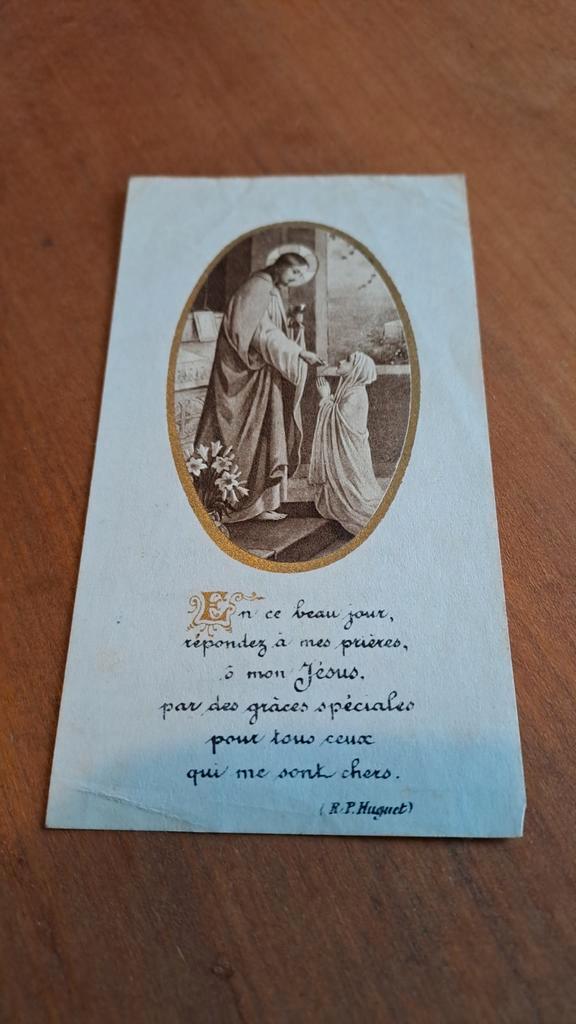 En ce beau jour,
répondez à mes prières,
ô mon Jésus,
par des grâces spéciales
pour tous ceux
qui me sont chers.
(R.P. Huguet)